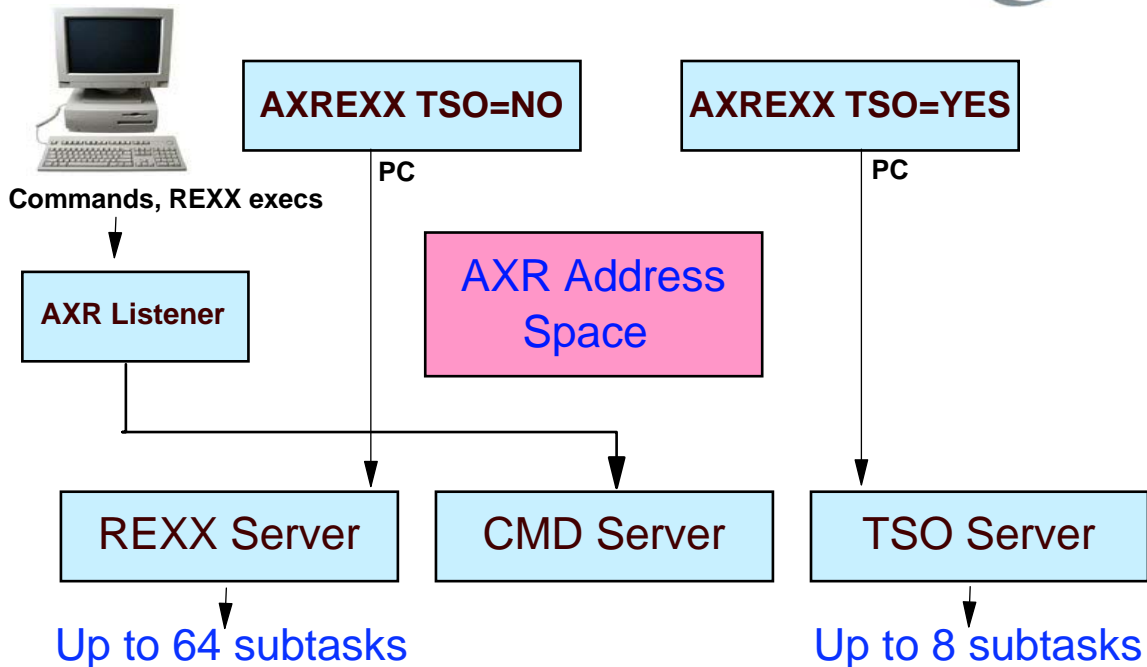 AXREXX TSO=NO
AXREXX TSO=YES
PC
PC
Commands, REXX execs
AXR Listener
AXR Address
Space
REXX Server
CMD Server
TSO Server
Up to 64 subtasks
Up to 8 subtasks